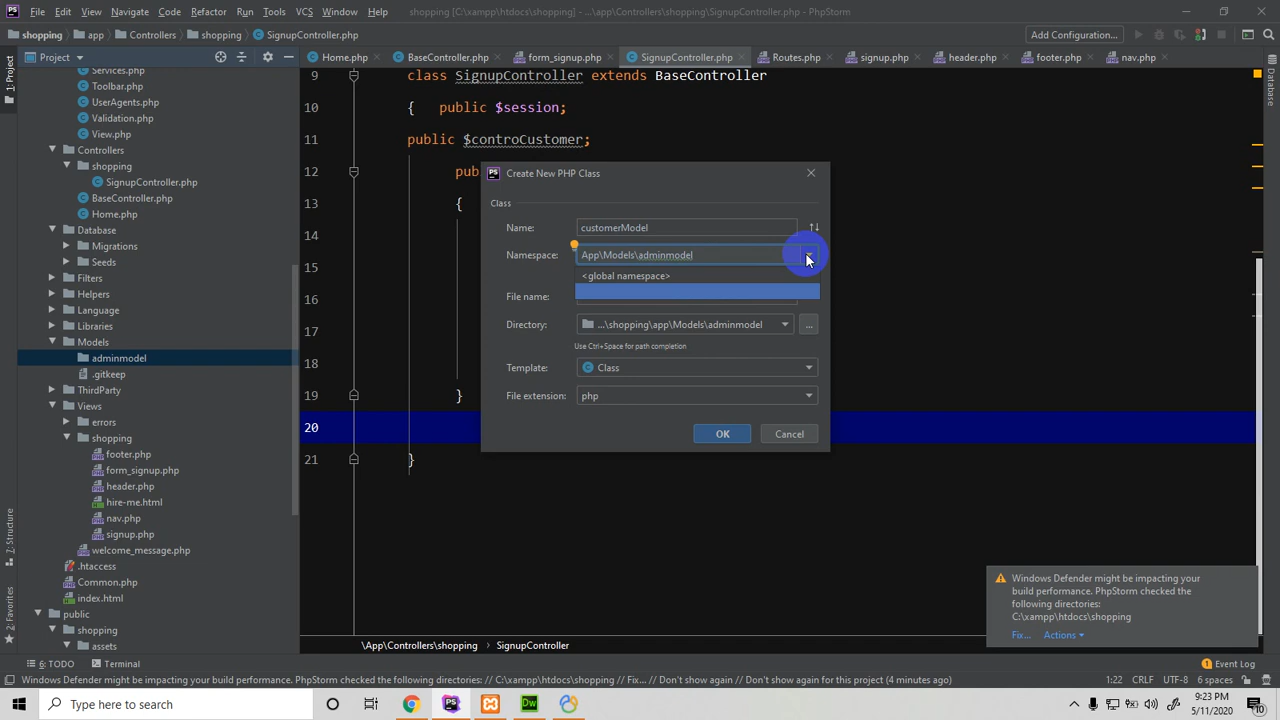 File Edit View Navigate Code Refactor Run Tools VCS Window Help shopping [C:\xampp\htdocs\shopping] - ...\app\Controllers\shopping\SignupController.php - PhpStorm
shopping app Controllers shopping SignupController.php Add Configuration...
Project Home.php BaseController.php form_signup.php SignupController.php Routes.php signup.php header.php footer.php nav.php
1: Project
Database
Services.php
Toolbar.php
UserAgents.php
Validation.php
View.php
Controllers
shopping
SignupController.php
BaseController.php
Home.php
Database
Migrations
Seeds
Filters
Helpers
Language
Libraries
Models
adminmodel
.gitkeep
ThirdParty
Views
errors
shopping
footer.php
form_signup.php
header.php
hire-me.html
nav.php
signup.php
welcome_message.php
.htaccess
Common.php
index.html
public
shopping
assets
7: Structure
2: Favorites
9 class SignupController extends BaseController
10 { public $session;
11 public $controCustomer;
12 pu
13 {
14
15
16
17
18
19 }
20
21 }
Create New PHP Class
Class
Name: customerModel
Namespace: App\Models\adminmodel
<global namespace>
File name:
Directory: ...\shopping\app\Models\adminmodel ...
Use Ctrl+Space for path completion
Template: Class
File extension: php
OK Cancel
Windows Defender might be impacting your
build performance. PhpStorm checked the
following directories:
C:\xampp\htdocs\shopping
Fix... Actions
\App\Controllers\shopping SignupController
6: TODO Terminal 1 Event Log
Windows Defender might be impacting your build performance. PhpStorm checked the following directories: // C:\xampp\htdocs\shopping // Fix... // Don't show again // Don't show again for this project (4 minutes ago) 1:22 CRLF UTF-8 6 spaces
Type here to search
9:23 PM
5/11/2020
10